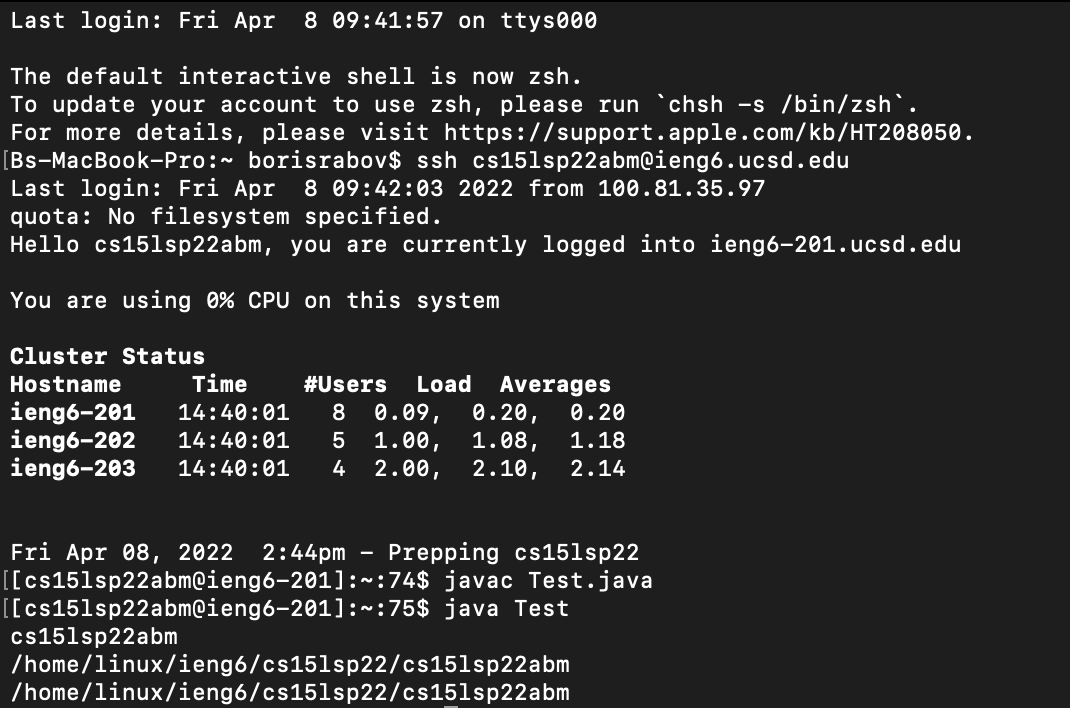 Last login: Fri Apr  8 09:41:57 on ttys000
The default interactive shell is now zsh.
To update your account to use zsh, please run `chsh -s /bin/zsh`.
For more details, please visit https://support.apple.com/kb/HT208050.
[Bs-MacBook-Pro:~ borisrabov$ ssh cs15lsp22abm@ieng6.ucsd.edu
Last login: Fri Apr  8 09:42:03 2022 from 100.81.35.97
quota: No filesystem specified.
Hello cs15lsp22abm, you are currently logged into ieng6-201.ucsd.edu
You are using 0% CPU on this system
Cluster Status
Hostname     Time    #Users  Load  Averages
ieng6-201   14:40:01   8  0.09,  0.20,  0.20
ieng6-202   14:40:01   5  1.00,  1.08,  1.18
ieng6-203   14:40:01   4  2.00,  2.10,  2.14
Fri Apr 08, 2022  2:44pm - Prepping cs15lsp22
[[cs15lsp22abm@ieng6-201]:~:74$ javac Test.java
[[cs15lsp22abm@ieng6-201]:~:75$ java Test
cs15lsp22abm
/home/linux/ieng6/cs15lsp22/cs15lsp22abm
/home/linux/ieng6/cs15lsp22/cs15lsp22abm